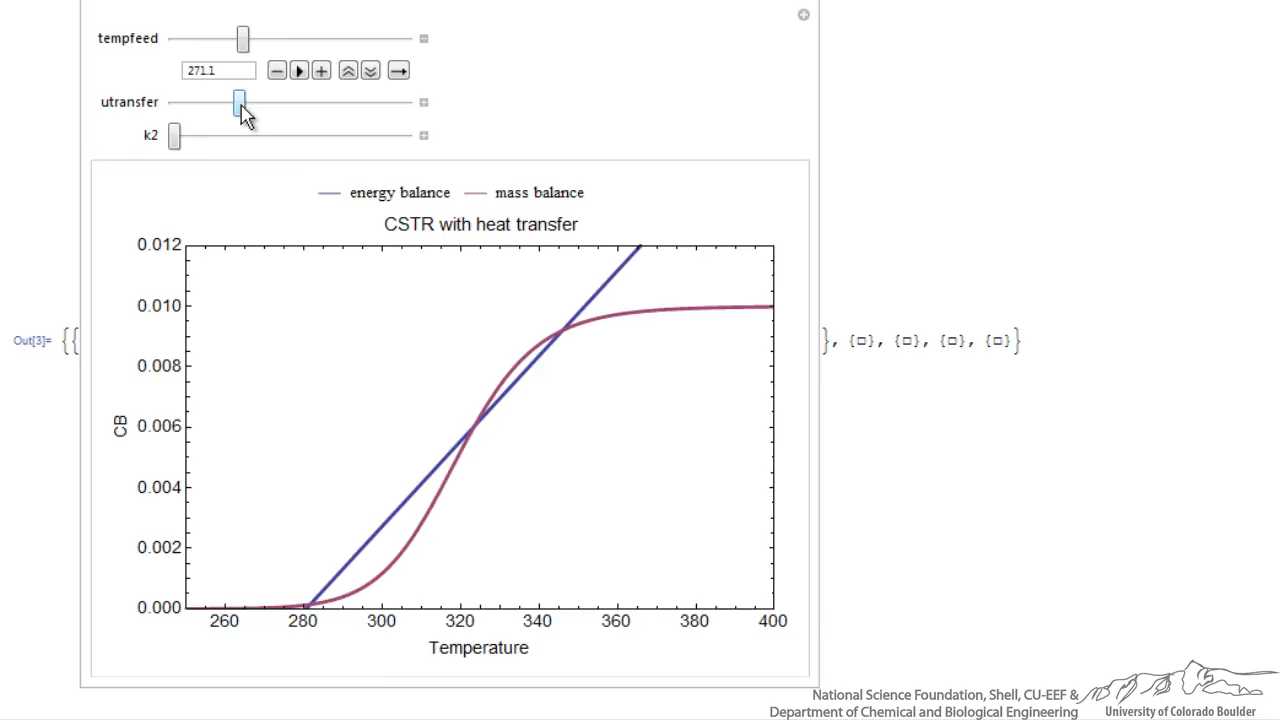 tempfeed
271.1
utransfer
k2
energy balance mass balance
CSTR with heat transfer
0.012
0.010
Out[3]= {{ }, {□}, {□}, {□}, {□}}
0.008
CB
0.006
0.004
0.002
0.000
260 280 300 320 340 360 380 400
Temperature
National Science Foundation, Shell, CU-EEF &
Department of Chemical and Biological Engineering
University of Colorado Boulder